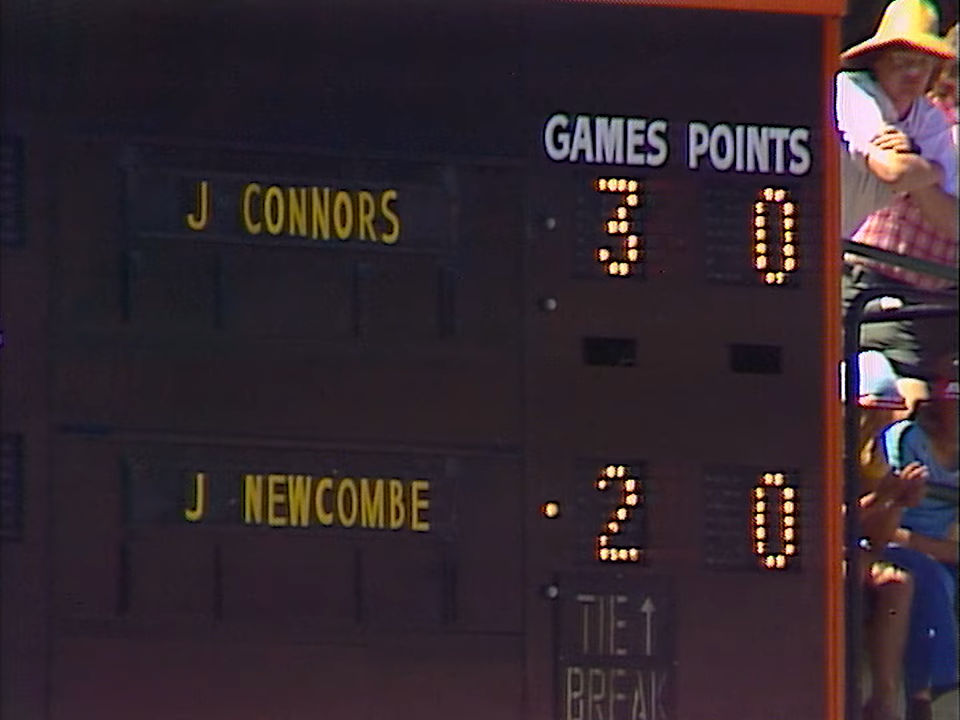 GAMES POINTS
J CONNORS 3 0
J NEWCOMBE 2 0
TIE↑
BREAK